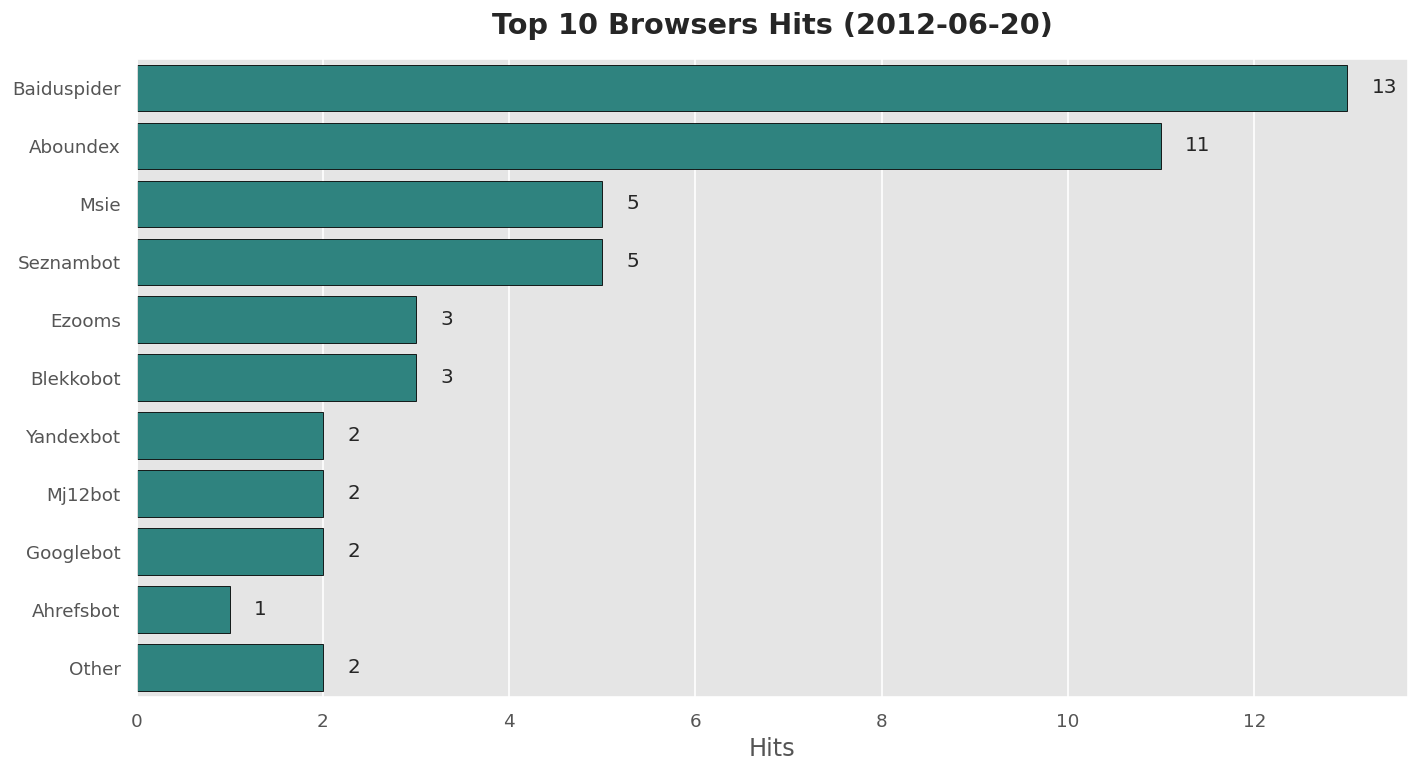 Top 10 Browsers Hits (2012-06-20)
Baiduspider 13
Aboundex 11
Msie 5
Seznambot 5
Ezooms 3
Blekkobot 3
Yandexbot 2
Mj12bot 2
Googlebot 2
Ahrefsbot 1
Other 2
0 2 4 6 8 10 12
Hits